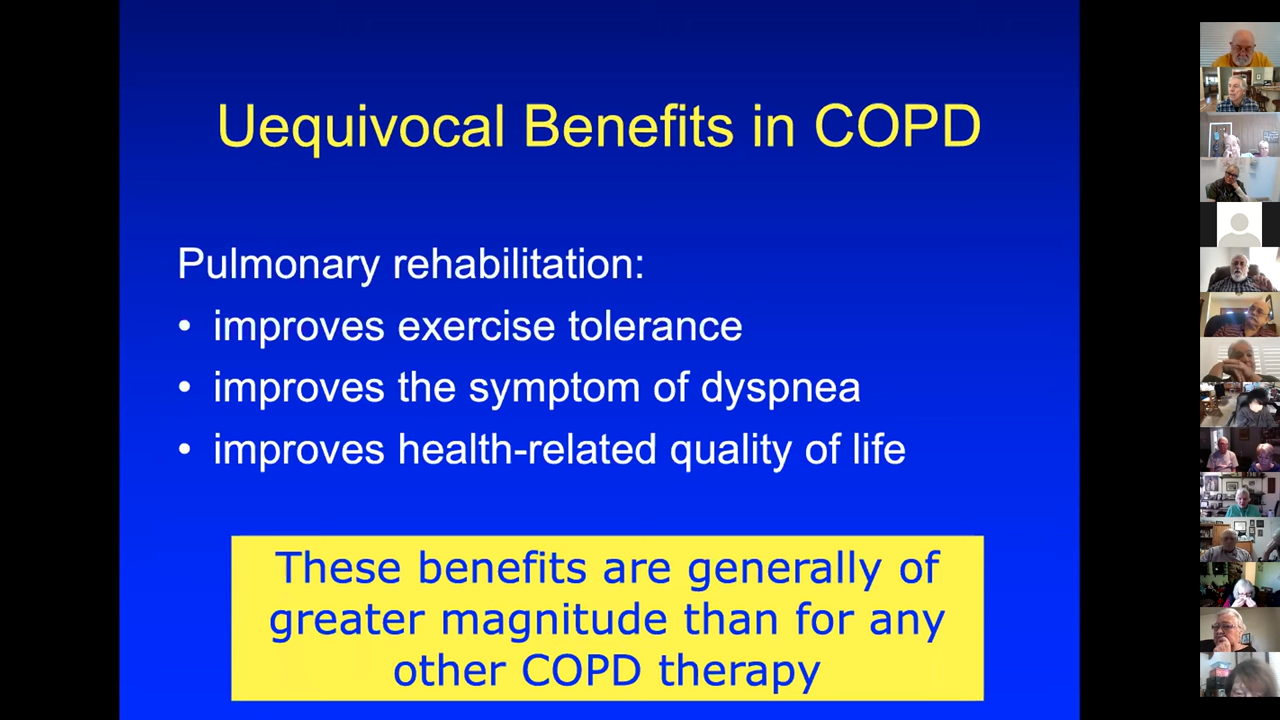 Uequivocal Benefits in COPD
Pulmonary rehabilitation:
• improves exercise tolerance
• improves the symptom of dyspnea
• improves health-related quality of life
These benefits are generally of
greater magnitude than for any
other COPD therapy